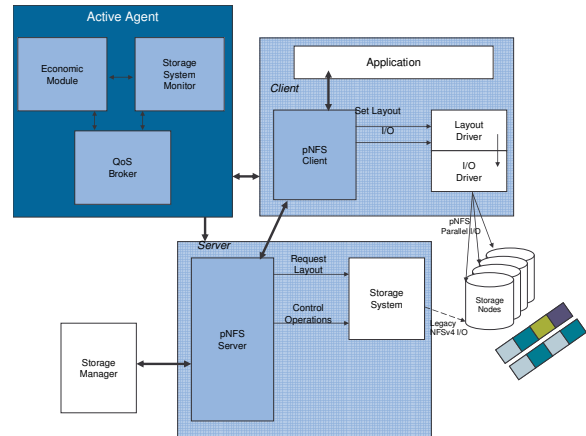 Active Agent
Economic
Module
Storage
System
Monitor
QoS
Broker
Application
Client
Set Layout
I/O
pNFS
Client
Layout
Driver
I/O
Driver
pNFS
Parallel I/O
Storage
Nodes
Server
Request
Layout
Control
Operations
pNFS
Server
Storage
System
Legacy
NFSv4 I/O
Storage
Manager